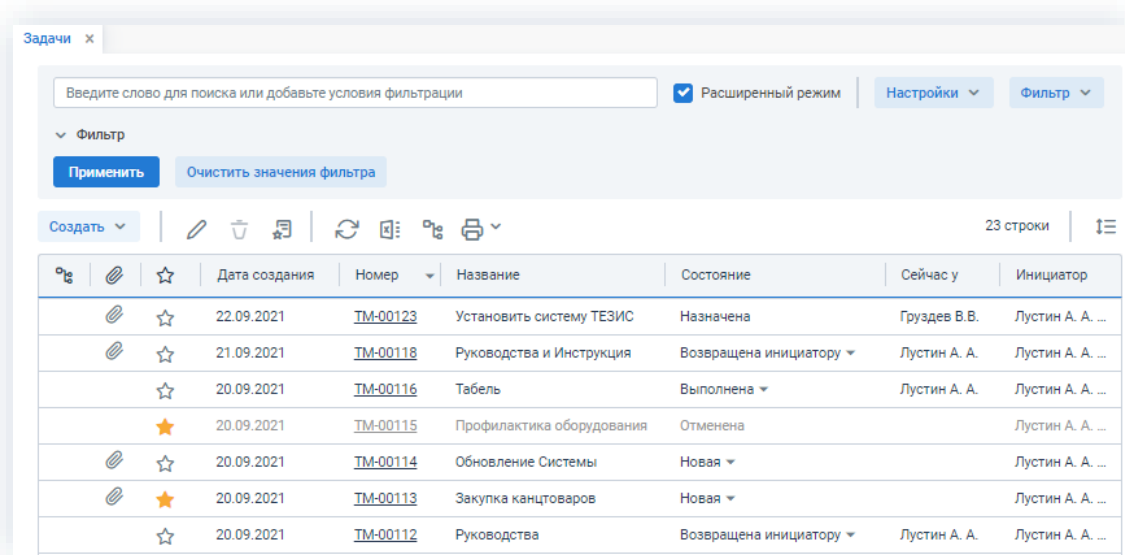 Задачи ×
Введите слово для поиска или добавьте условия фильтрации Расширенный режим Настройки Фильтр
Фильтр
Применить Очистить значения фильтра
Создать 23 строки
Дата создания Номер Название Состояние Сейчас у Инициатор
22.09.2021 ТМ-00123 Установить систему ТЕЗИС Назначена Груздев В.В. Лустин А. А. ...
21.09.2021 ТМ-00118 Руководства и Инструкция Возвращена инициатору Лустин А. А. Лустин А. А. ...
20.09.2021 ТМ-00116 Табель Выполнена Лустин А. А. Лустин А. А. ...
20.09.2021 ТМ-00115 Профилактика оборудования Отменена Лустин А. А. ...
20.09.2021 ТМ-00114 Обновление Системы Новая Лустин А. А. ...
20.09.2021 ТМ-00113 Закупка канцтоваров Новая Лустин А. А. ...
20.09.2021 ТМ-00112 Руководства Возвращена инициатору Лустин А. А. Лустин А. А. ...